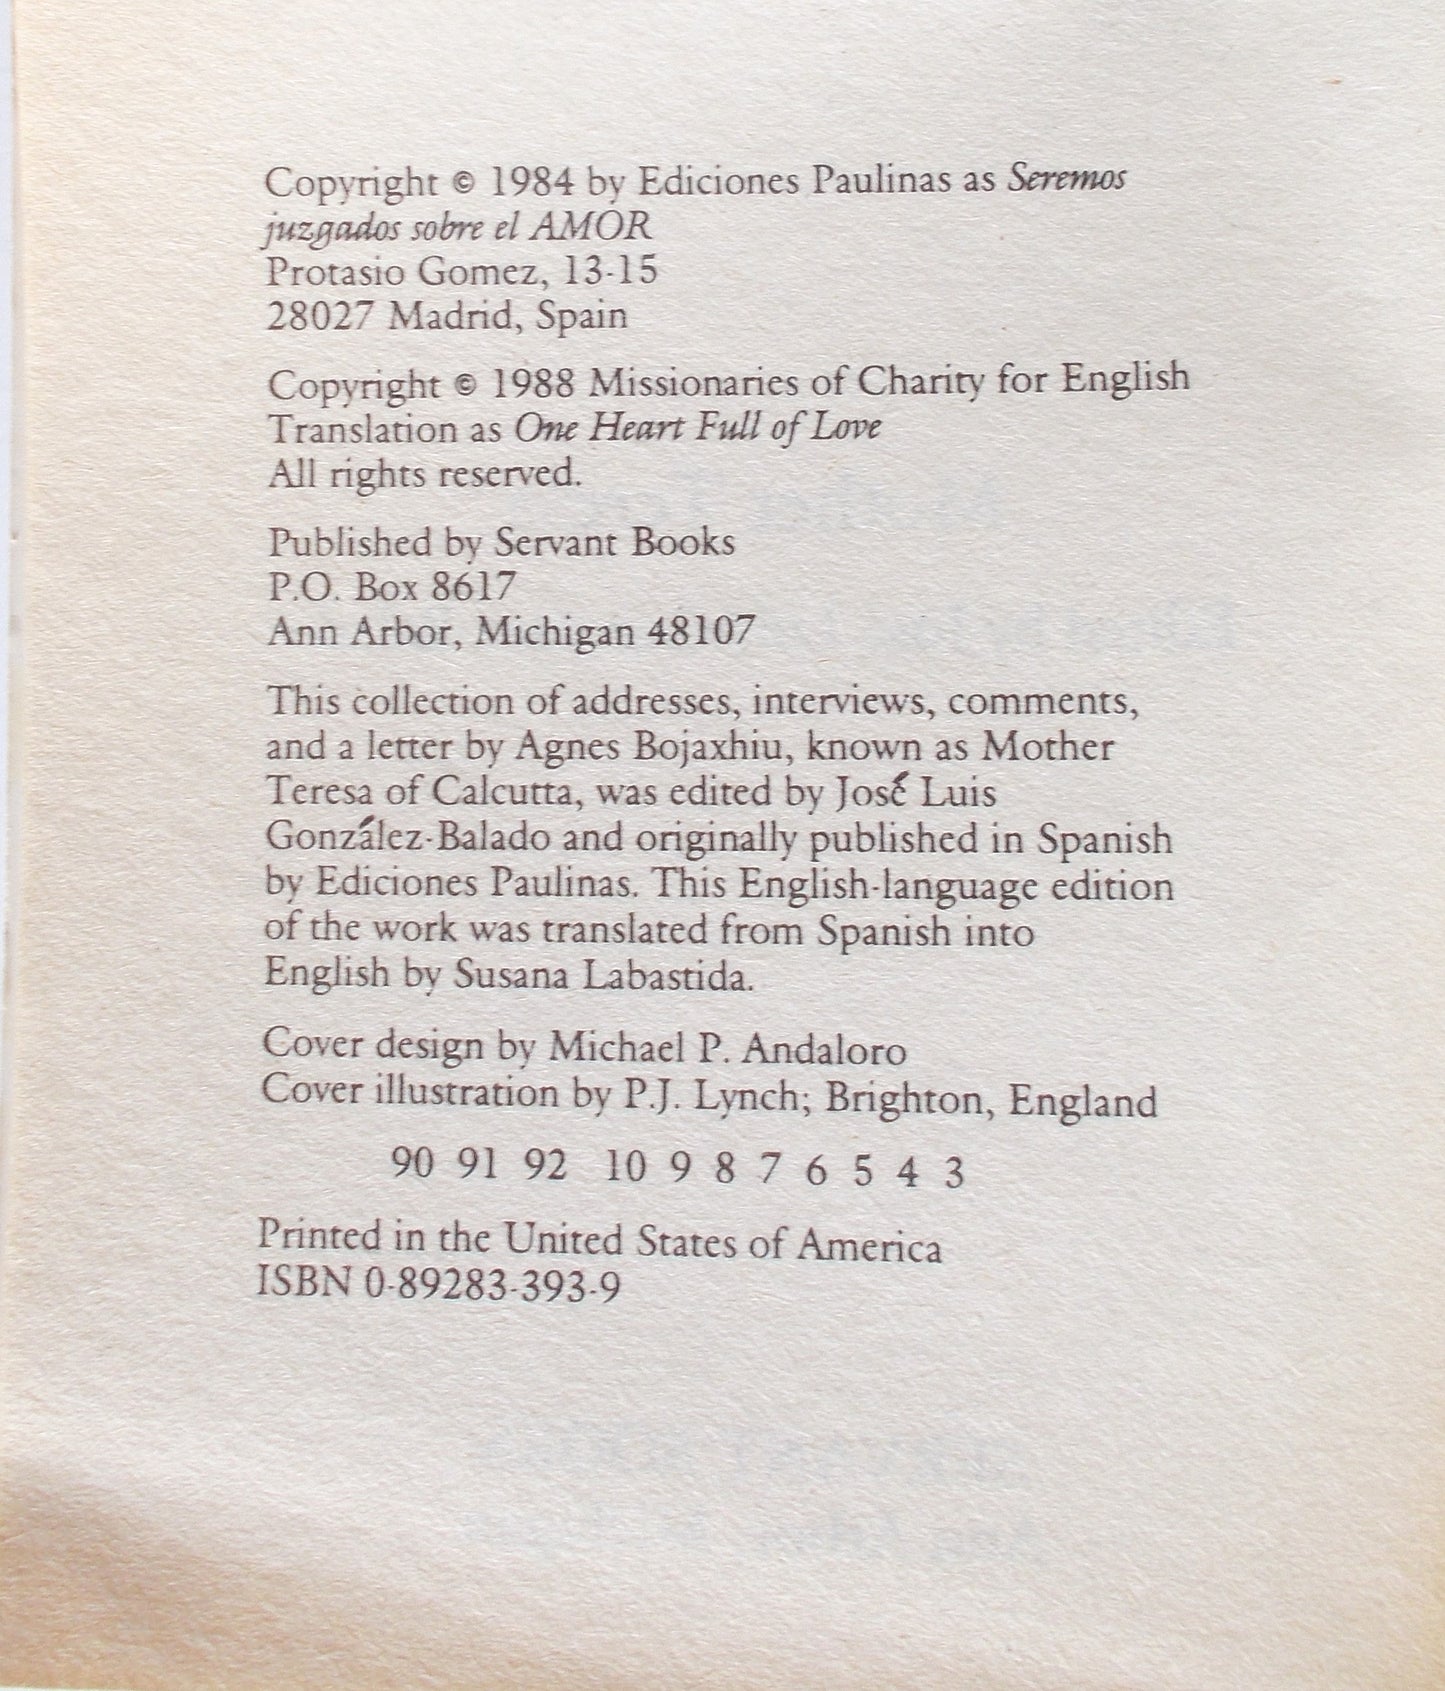 Copyright © 1984 by Ediciones Paulinas as Seremos
juzgados sobre el AMOR
Protasio Gomez, 13-15
28027 Madrid, Spain
Copyright © 1988 Missionaries of Charity for English
Translation as One Heart Full of Love
All rights reserved.
Published by Servant Books
P.O. Box 8617
Ann Arbor, Michigan 48107
This collection of addresses, interviews, comments,
and a letter by Agnes Bojaxhiu, known as Mother
Teresa of Calcutta, was edited by José Luis
González-Balado and originally published in Spanish
by Ediciones Paulinas. This English-language edition
of the work was translated from Spanish into
English by Susana Labastida.
Cover design by Michael P. Andaloro
Cover illustration by P.J. Lynch; Brighton, England
90 91 92 10 9 8 7 6 5 4 3
Printed in the United States of America
ISBN 0-89283-393-9